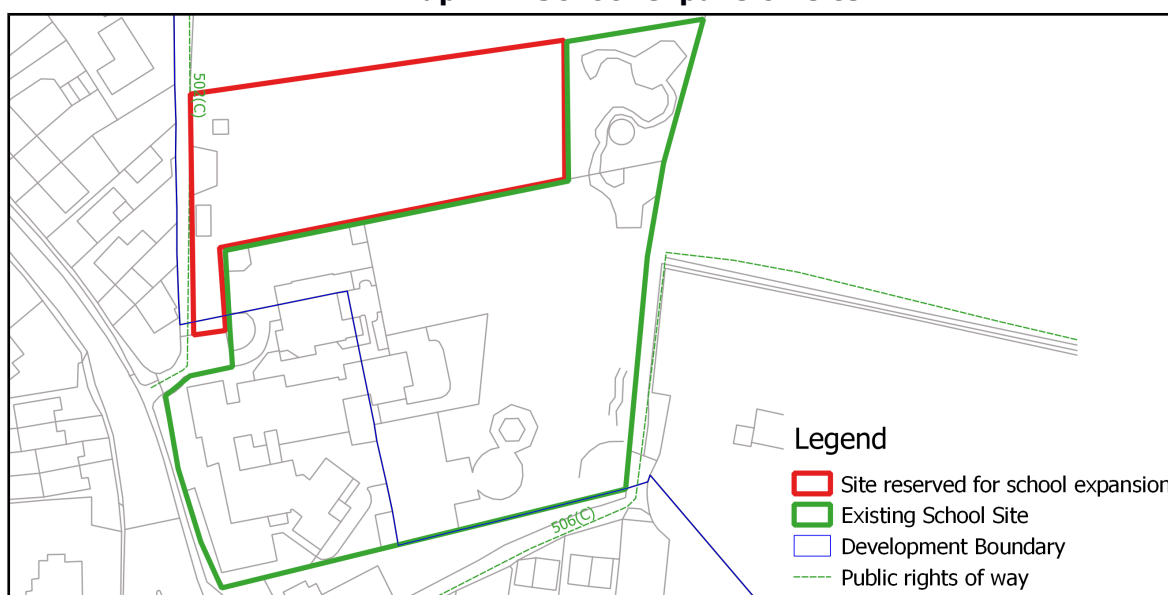 506(C)
Legend
Site reserved for school expansion
Existing School Site
Development Boundary
Public rights of way